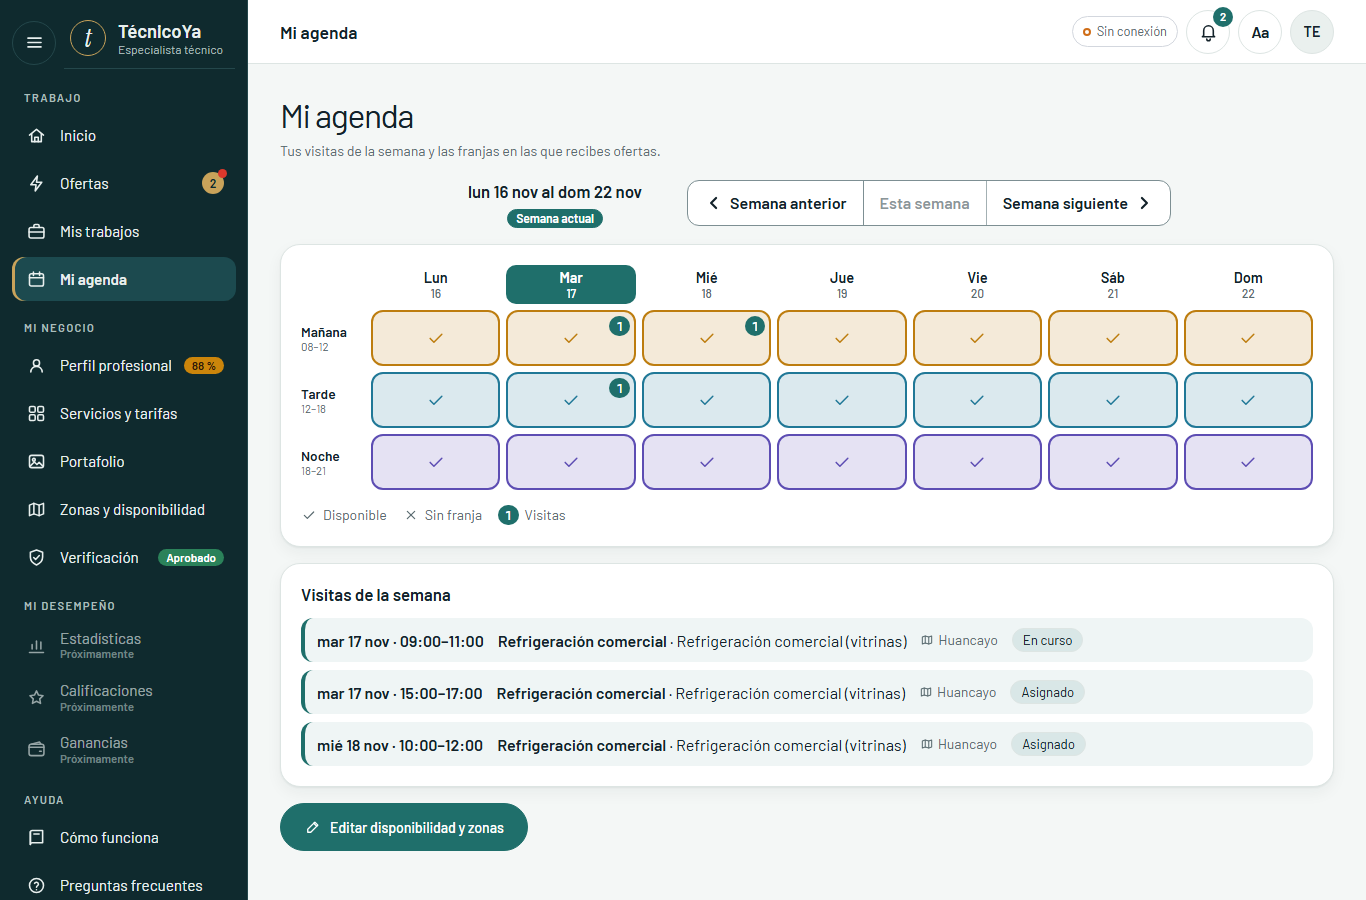 t
TécnicoYa
Especialista técnico
TRABAJO
Inicio
Ofertas 2
Mis trabajos
Mi agenda
MI NEGOCIO
Perfil profesional 88 %
Servicios y tarifas
Portafolio
Zonas y disponibilidad
Verificación Aprobado
MI DESEMPEÑO
Estadísticas
Próximamente
Calificaciones
Próximamente
Ganancias
Próximamente
AYUDA
Cómo funciona
Preguntas frecuentes
Mi agenda
Sin conexión 2 Aa TE
Mi agenda
Tus visitas de la semana y las franjas en las que recibes ofertas.
lun 16 nov al dom 22 nov
Semana actual
Semana anterior Esta semana Semana siguiente
Lun Mar Mié Jue Vie Sáb Dom
16 17 18 19 20 21 22
Mañana 1 1
08–12
Tarde 1
12–18
Noche
18–21
Disponible Sin franja 1 Visitas
Visitas de la semana
mar 17 nov · 09:00–11:00 Refrigeración comercial · Refrigeración comercial (vitrinas) Huancayo En curso
mar 17 nov · 15:00–17:00 Refrigeración comercial · Refrigeración comercial (vitrinas) Huancayo Asignado
mié 18 nov · 10:00–12:00 Refrigeración comercial · Refrigeración comercial (vitrinas) Huancayo Asignado
Editar disponibilidad y zonas